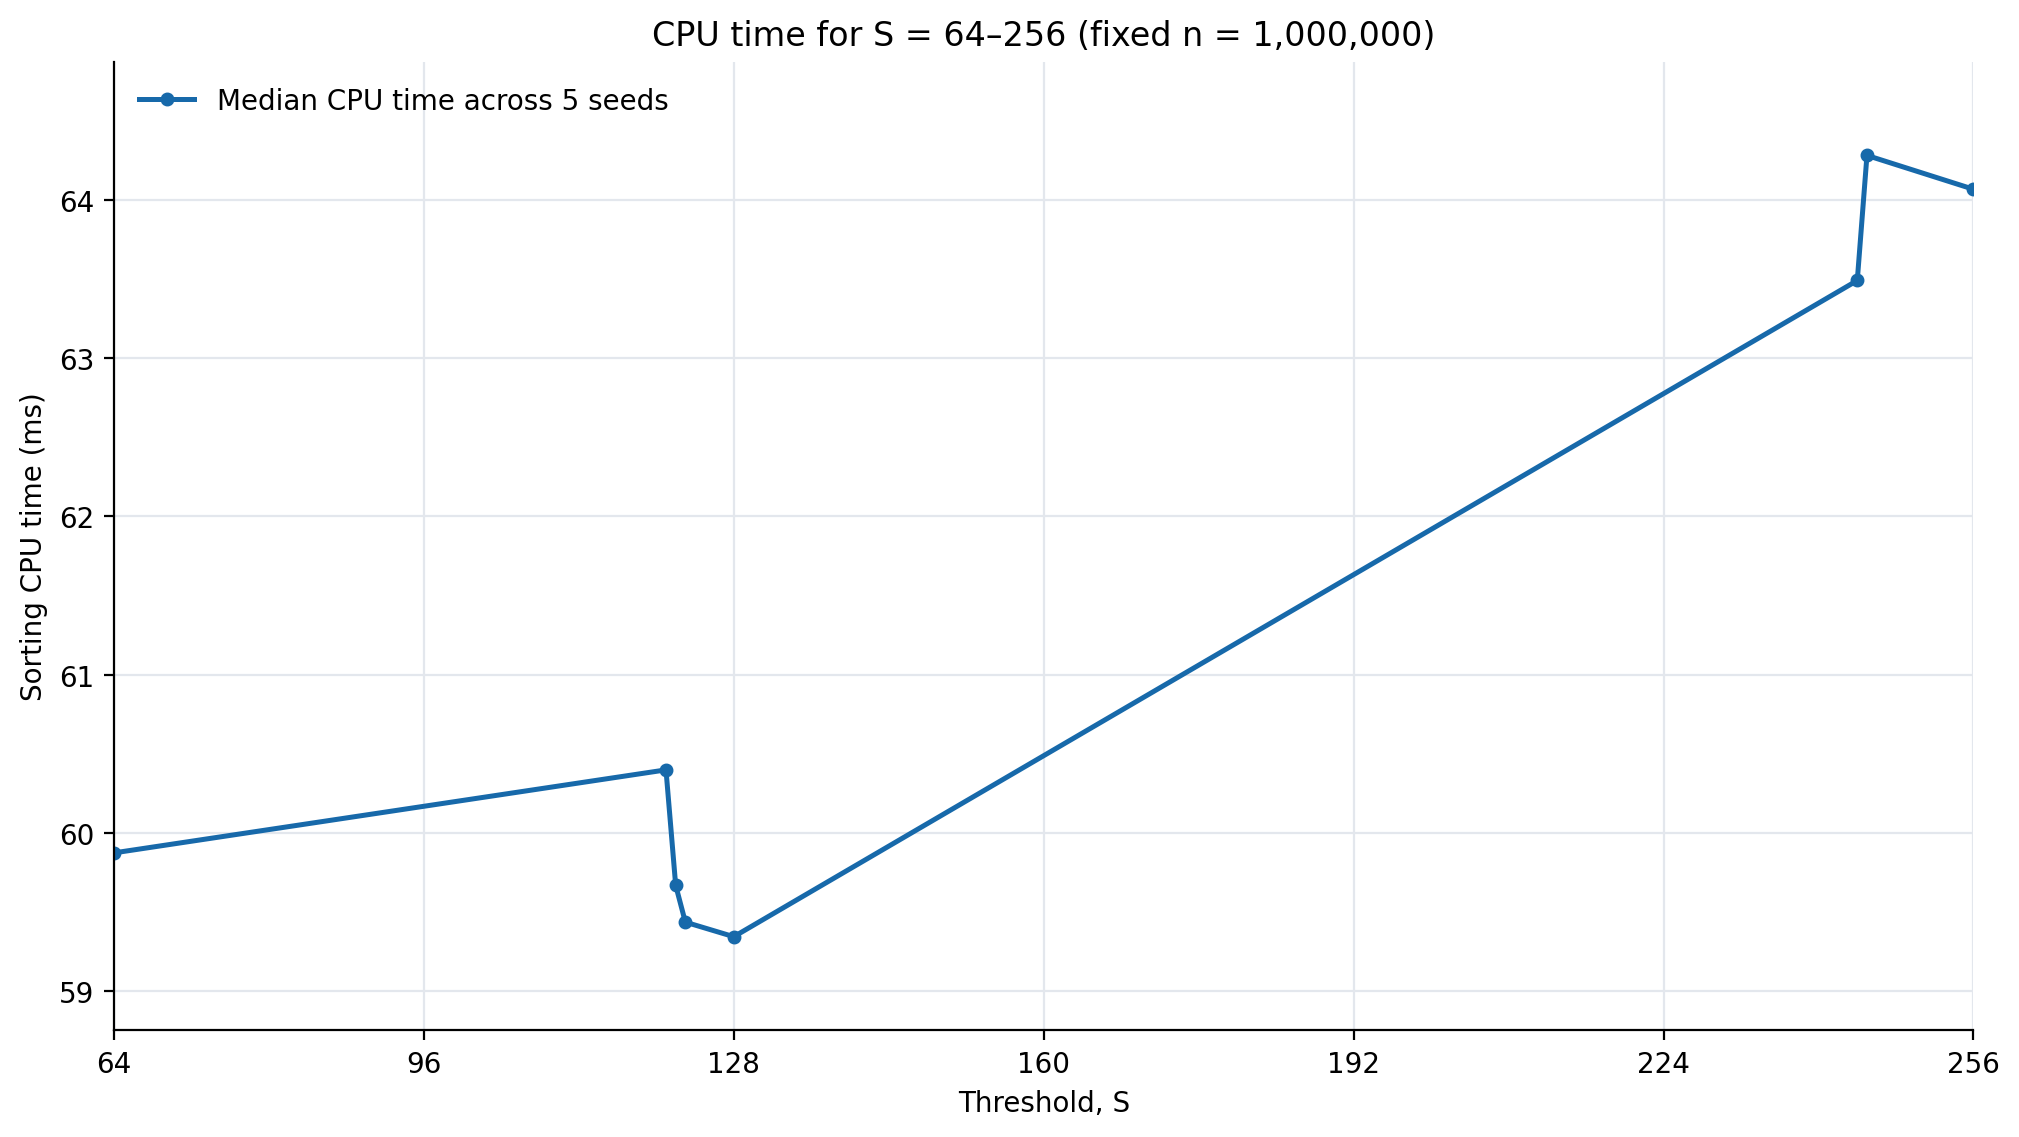 CPU time for S = 64–256 (fixed n = 1,000,000)
Median CPU time across 5 seeds
Sorting CPU time (ms)
64
63
62
61
60
59
64 96 128 160 192 224 256
Threshold, S